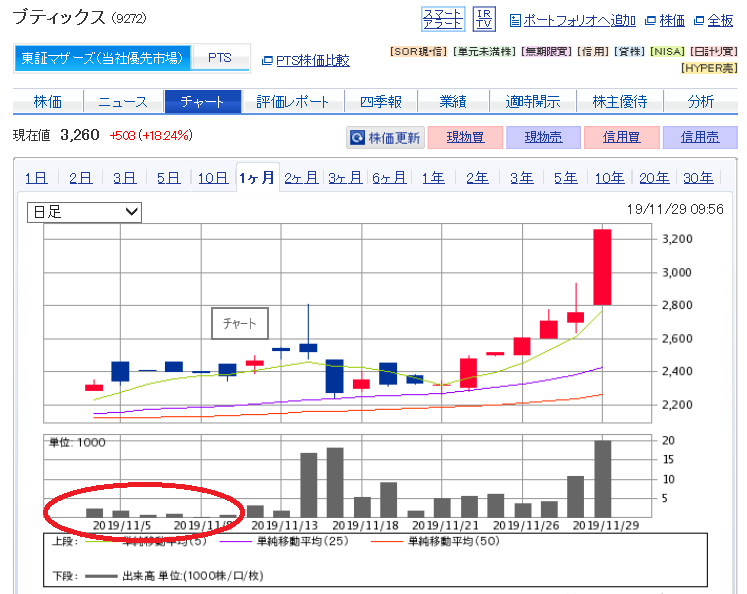 ブティックス (9272)
スマート アラート IR TV ポートフォリオへ追加 株価 全板
東証マザーズ(当社優先市場) PTS PTS株価比較
[SOR現・信] [単元未満株] [無期限買] [信用] [貸株] [NISA] [日計り買]
[HYPER売]
株価 ニュース チャート 評価レポート 四季報 業績 適時開示 株主優待 分析
現在値 3,260 +503 (+18.24%) 株価更新 現物買 現物売 信用買 信用売
1日 2日 3日 5日 10日 1ヶ月 2ヶ月 3ヶ月 6ヶ月 1年 2年 3年 5年 10年 20年 30年
日足 19/11/29 09:56
3,200
3,000
2,800
チャート
2,600
2,400
2,200
単位: 1000
20
15
10
5
2019/11/5 2019/11/8 2019/11/13 2019/11/18 2019/11/21 2019/11/26 2019/11/29
上段: 単純移動平均(5) 単純移動平均(25) 単純移動平均(50)
下段: 出来高 単位:(1000株/口/枚)